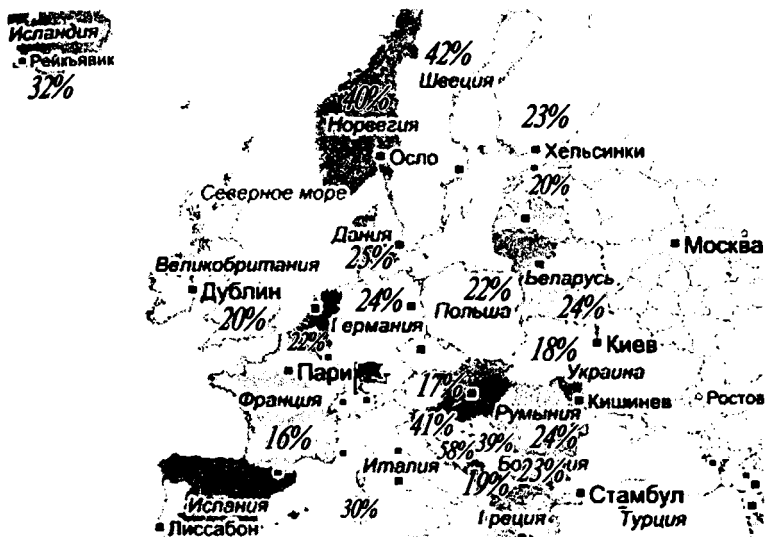 Исландия
Рейкьявик
32%
42%
Швеция
40%
Норвегия
Осло
23%
Хельсинки
20%
Северное море
Дания
25%
Москва
Великобритания
Дублин
20%
22%
24%
Германия
22%
Польша
Беларусь
24%
Киев
18%
Украина
Париж
Франция
16%
17%
41%
58%
39%
Румыния
24%
Кишинев
Ростов
23%
19%
Италия
30%
Испания
Лиссабон
Греция
Стамбул
Турция